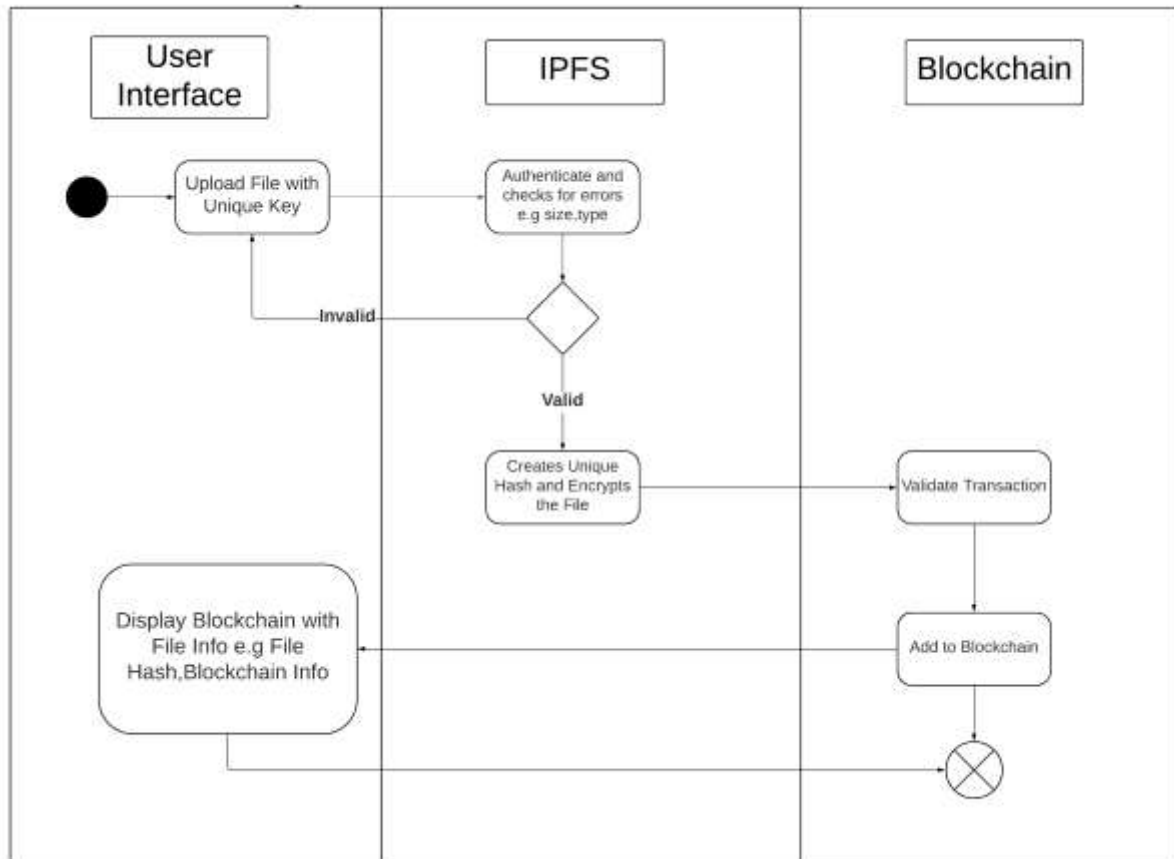 User
Interface
IPFS
Blockchain
Upload File with
Unique Key
Authenticate and
checks for errors
e.g size,type
Invalid
Valid
Creates Unique
Hash and Encrypts
the File
Validate Transaction
Display Blockchain with
File Info e.g File
Hash,Blockchain Info
Add to Blockchain